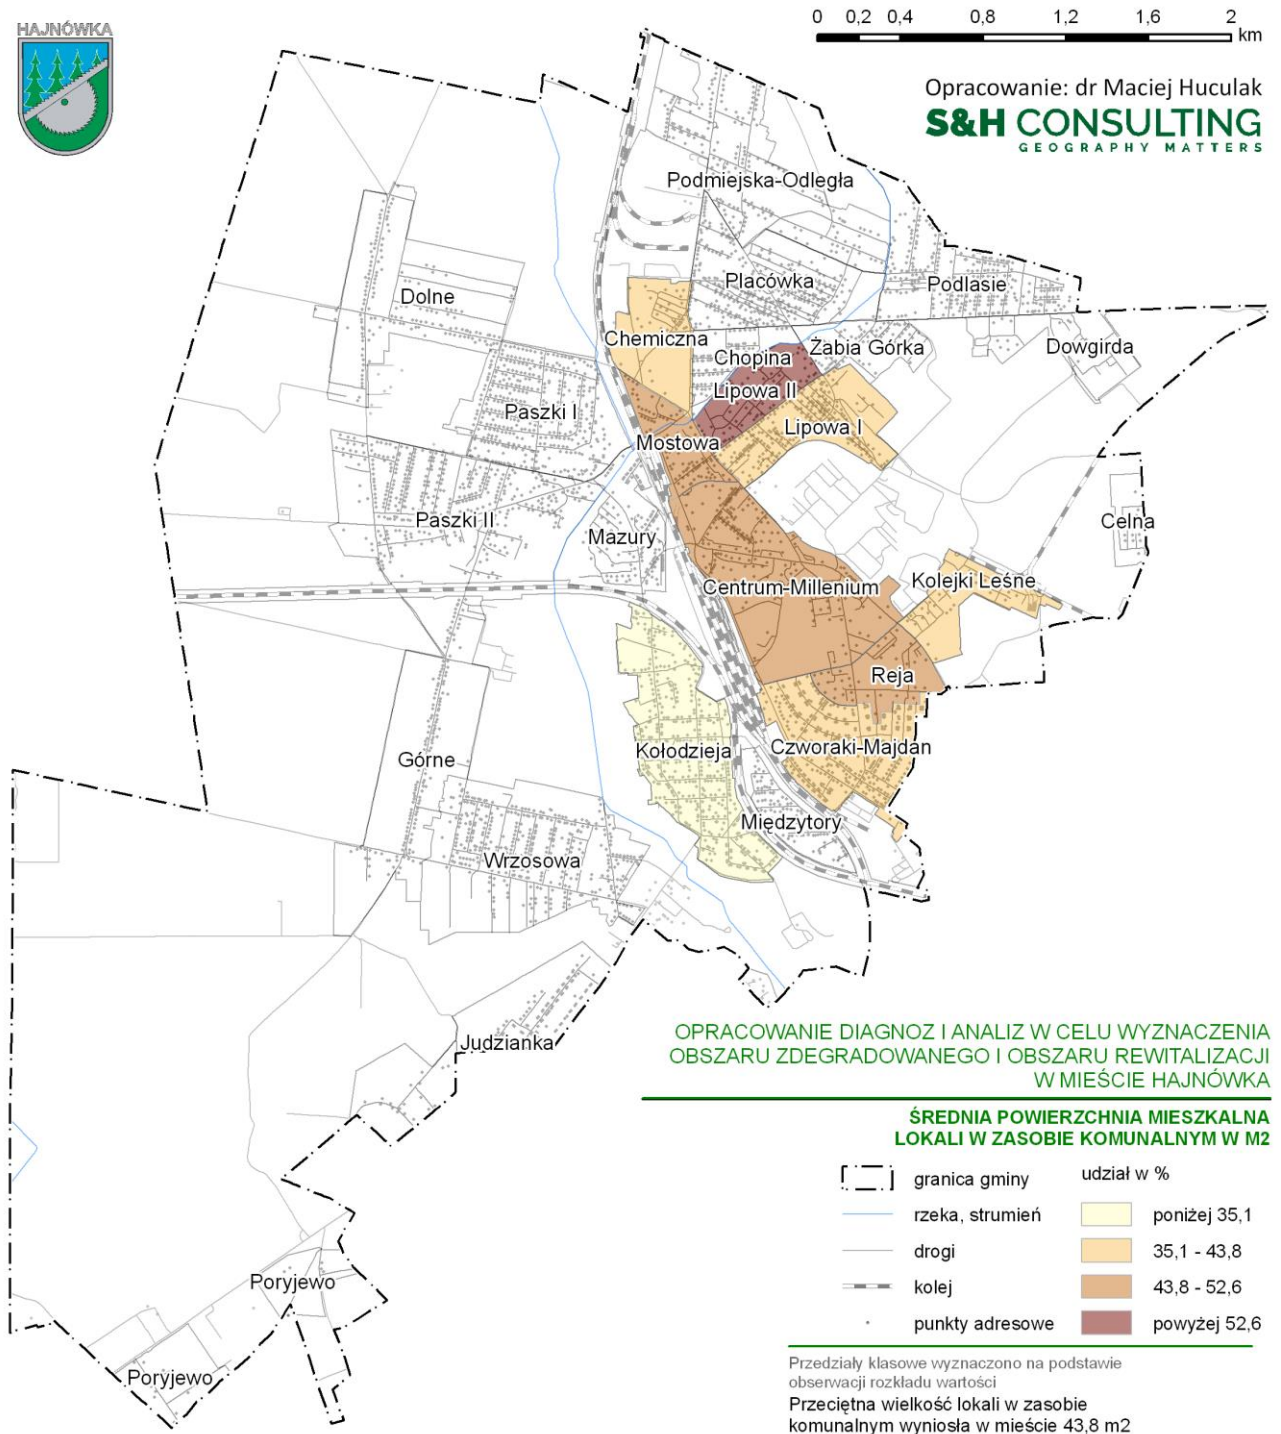 HAJNÓWKA
0 0,2 0,4 0,8 1,2 1,6 2
km
Opracowanie: dr Maciej Huculak
S&H CONSULTING
GEOGRAPHY MATTERS
Podmiejska-Odległa
Placówka
Podlasie
Dolne
Chemiczna
Chopina
Żabia Górka
Dowgirda
Lipowa II
Paszki I
Lipowa I
Mostowa
Paszki II
Celna
Mazury
Centrum-Millenium
Kolejki Leśne
Reja
Kołodzieja
Czworaki-Majdan
Górne
Międzytory
Wrzosowa
Judzianka
Poryjewo
Poryjewo
OPRACOWANIE DIAGNOZ I ANALIZ W CELU WYZNACZENIA
OBSZARU ZDEGRADOWANEGO I OBSZARU REWITALIZACJI
W MIEŚCIE HAJNÓWKA
ŚREDNIA POWIERZCHNIA MIESZKALNA
LOKALI W ZASOBIE KOMUNALNYM W M2
granica gminy
rzeka, strumień
drogi
kolej
punkty adresowe
udział w %
poniżej 35,1
35,1 - 43,8
43,8 - 52,6
powyżej 52,6
Przedziały klasowe wyznaczono na podstawie
obserwacji rozkładu wartości
Przeciętna wielkość lokali w zasobie
komunalnym wyniosła w mieście 43,8 m2